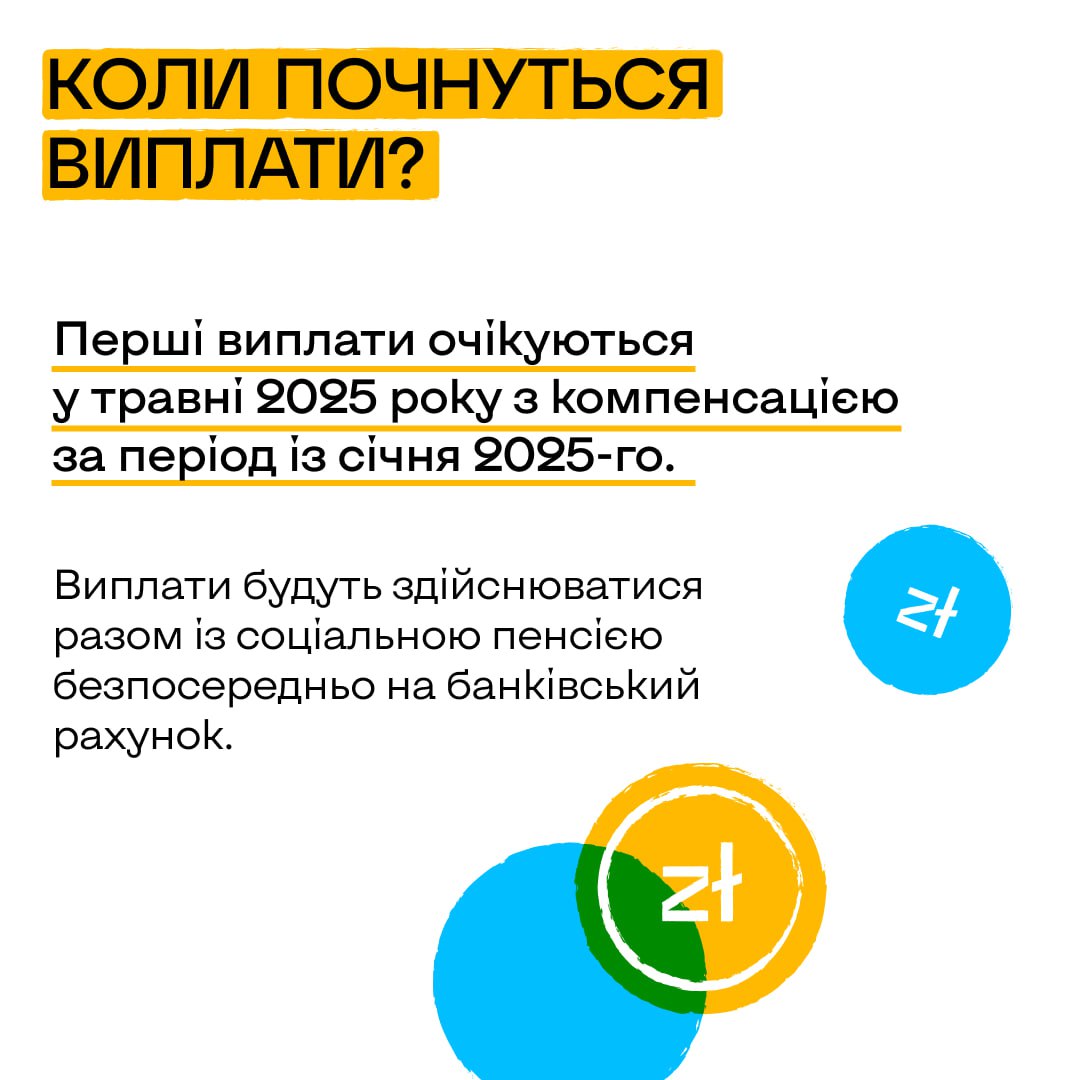 КОЛИ ПОЧНУТЬСЯ
ВИПЛАТИ?
Перші виплати очікуються
у травні 2025 року з компенсацією
за період із січня 2025-го.
Виплати будуть здійснюватися
разом із соціальною пенсією
безпосередньо на банківський
рахунок.
zł
zł